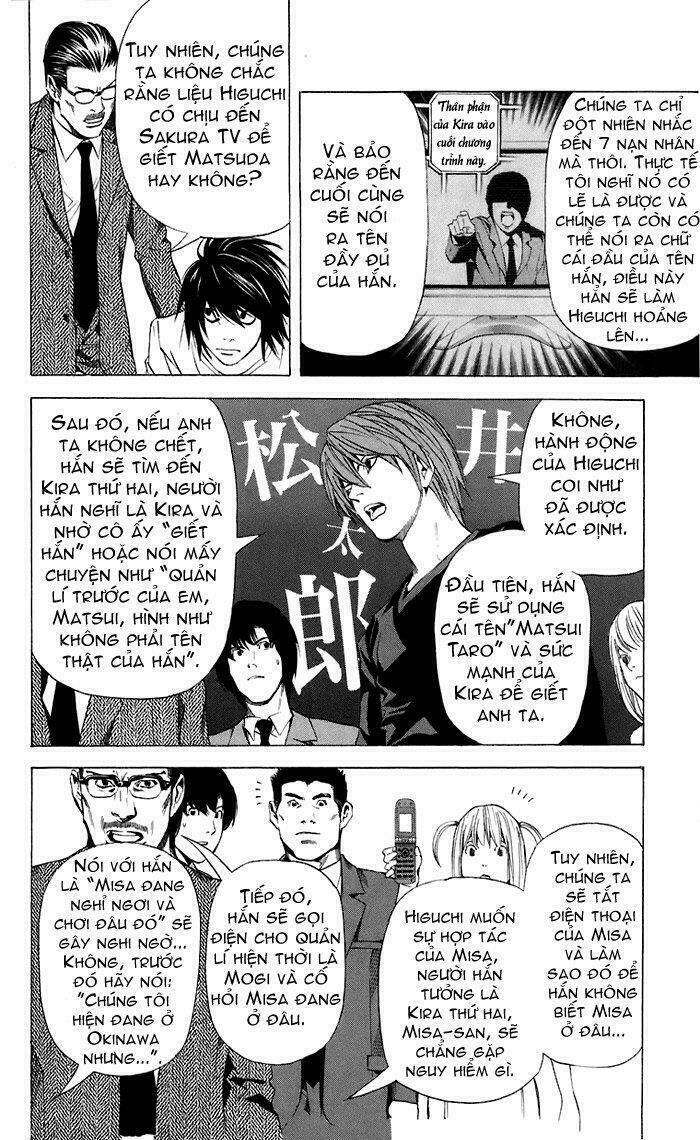 Chúng ta chỉ
đột nhiên nhắc
đến 7 nạn nhân
mà thôi. Thực tế
tôi nghĩ nó có
lẽ là được và
chúng ta còn có
thể nói ra chữ
cái đầu của tên
hắn, điều này
hẳn sẽ làm
Higuchi hoảng
lên...
Thân phận
của Kira vào
cuối chương
trình này.
Và bảo
rằng đến
cuối cùng
sẽ nói
ra tên
đầy đủ
của hắn.
Tuy nhiên, chúng
ta không chắc
rằng liệu Higuchi
có chịu đến
Sakura TV để
giết Matsuda
hay không?
Không,
hành động
của Higuchi
coi như
đã được
xác định.
Đầu tiên, hắn
sẽ sử dụng
cái tên"Matsui
Taro" và sức
mạnh của
Kira để giết
anh ta.
松
井
太
郎
Sau đó, nếu anh
ta không chết,
hắn sẽ tìm đến
Kira thứ hai, người
hắn nghĩ là Kira và
nhờ cô ấy "giết
hắn" hoặc nói mấy
chuyện như "quản
lí trước của em,
Matsui, hình như
không phải tên
thật của hắn".
Tuy nhiên,
chúng ta
sẽ tắt
điện thoại
của Misa
và làm
sao đó để
hắn không
biết Misa
ở đâu...
Higuchi muốn
sự hợp tác
của Misa,
người hắn
tưởng là
Kira thứ hai,
Misa-san, sẽ
chẳng gặp
nguy hiểm gì.
Tiếp đó,
hắn sẽ gọi
điện cho quản
lí hiện thời là
Mogi và cố
hỏi Misa đang
ở đâu.
Nói với hắn
là "Misa đang
nghỉ ngơi và
chơi đâu đó" sẽ
gây nghi ngờ...
Không, trước
đó hãy nói:
"Chúng tôi
hiện đang ở
Okinawa
nhưng...".